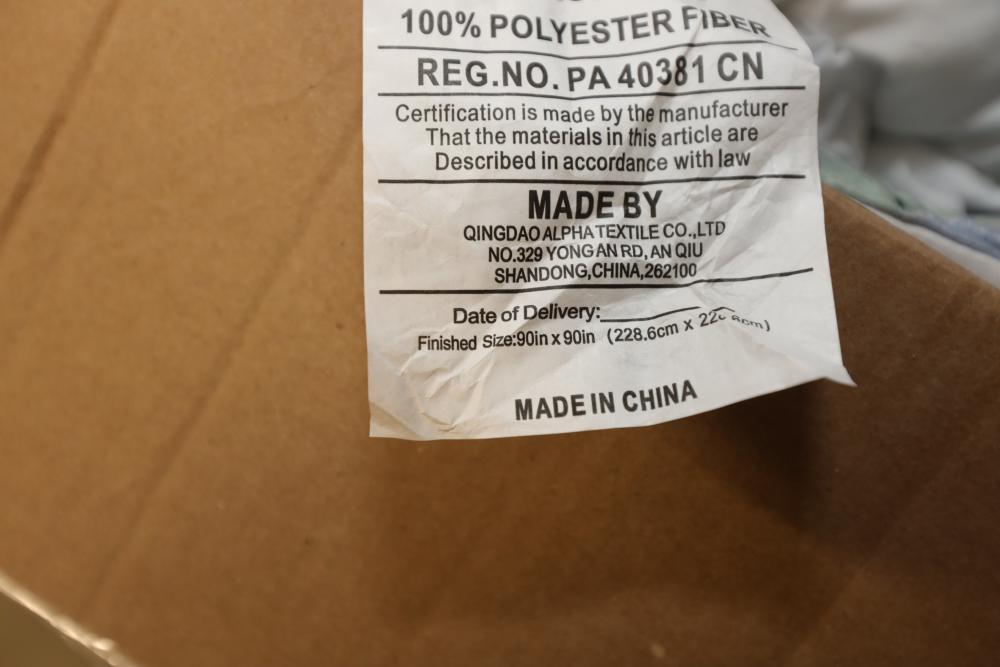 100% POLYESTER FIBER
REG.NO. PA 40381 CN
Certification is made by the manufacturer
That the materials in this article are
Described in accordance with law
MADE BY
QINGDAO ALPHATEXTILE CO.,LTD
NO.329 YONG AN RD, AN QIU
SHANDONG,CHINA,262100
Date of Delivery:
Finished Size:90in x 90in (228.6cm x
MADE IN CHINA